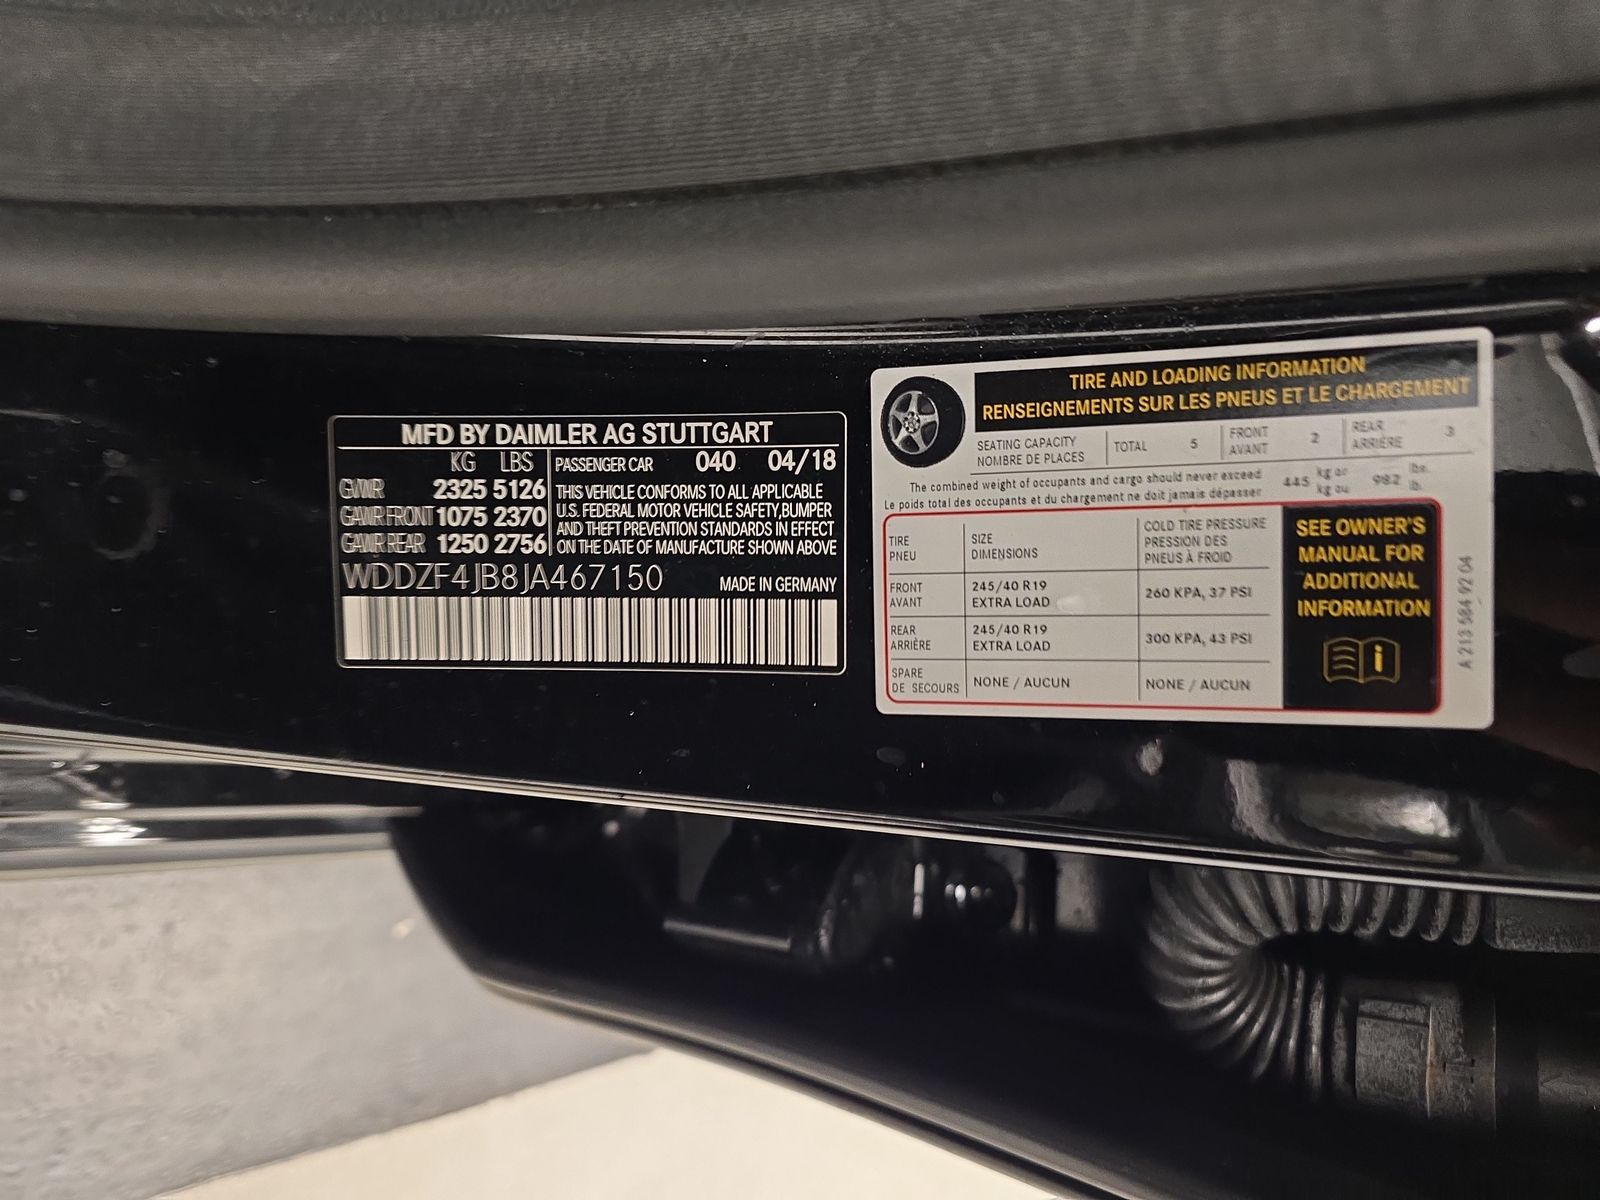 MFD BY DAIMLER AG STUTTGART
KG LBS
GVWR 2325 5126
GAWR FRONT 1075 2370
GAWR REAR 1250 2756
PASSENGER CAR 040 04/18
THIS VEHICLE CONFORMS TO ALL APPLICABLE
U.S. FEDERAL MOTOR VEHICLE SAFETY,BUMPER
AND THEFT PREVENTION STANDARDS IN EFFECT
ON THE DATE OF MANUFACTURE SHOWN ABOVE
WDDZF4JB8JA467150
MADE IN GERMANY
TIRE AND LOADING INFORMATION
RENSEIGNEMENTS SUR LES PNEUS ET LE CHARGEMENT
SEATING CAPACITY
NOMBRE DE PLACES
TOTAL 5
FRONT
AVANT
2
REAR
ARRIÈRE
3
The combined weight of occupants and cargo should never exceed
Le poids total des occupants et du chargement ne doit jamais dépasser
445 kg or
kg ou
982 lbs.
lb.
TIRE
PNEU
SIZE
DIMENSIONS
COLD TIRE PRESSURE
PRESSION DES
PNEUS À FROID
FRONT
AVANT
245/40 R19
EXTRA LOAD
260 KPA, 37 PSI
REAR
ARRIÈRE
245/40 R19
EXTRA LOAD
300 KPA, 43 PSI
SPARE
DE SECOURS
NONE / AUCUN
NONE / AUCUN
SEE OWNER'S
MANUAL FOR
ADDITIONAL
INFORMATION
i
A 213 584 92 04